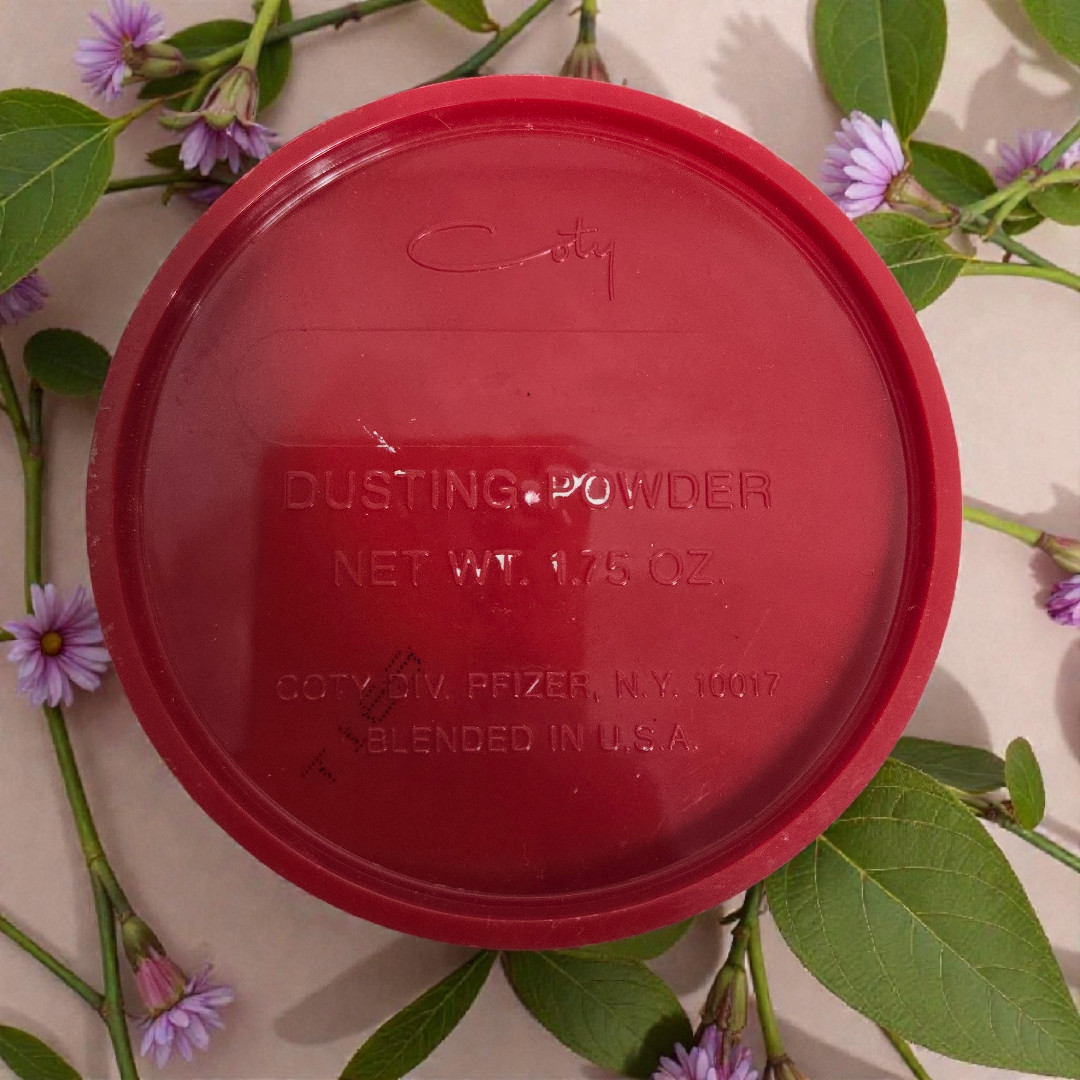 Coty
DUSTING POWDER
NET WT. 1.75 OZ.
COTY DIV. PFIZER, N.Y. 10017
BLENDED IN U.S.A.